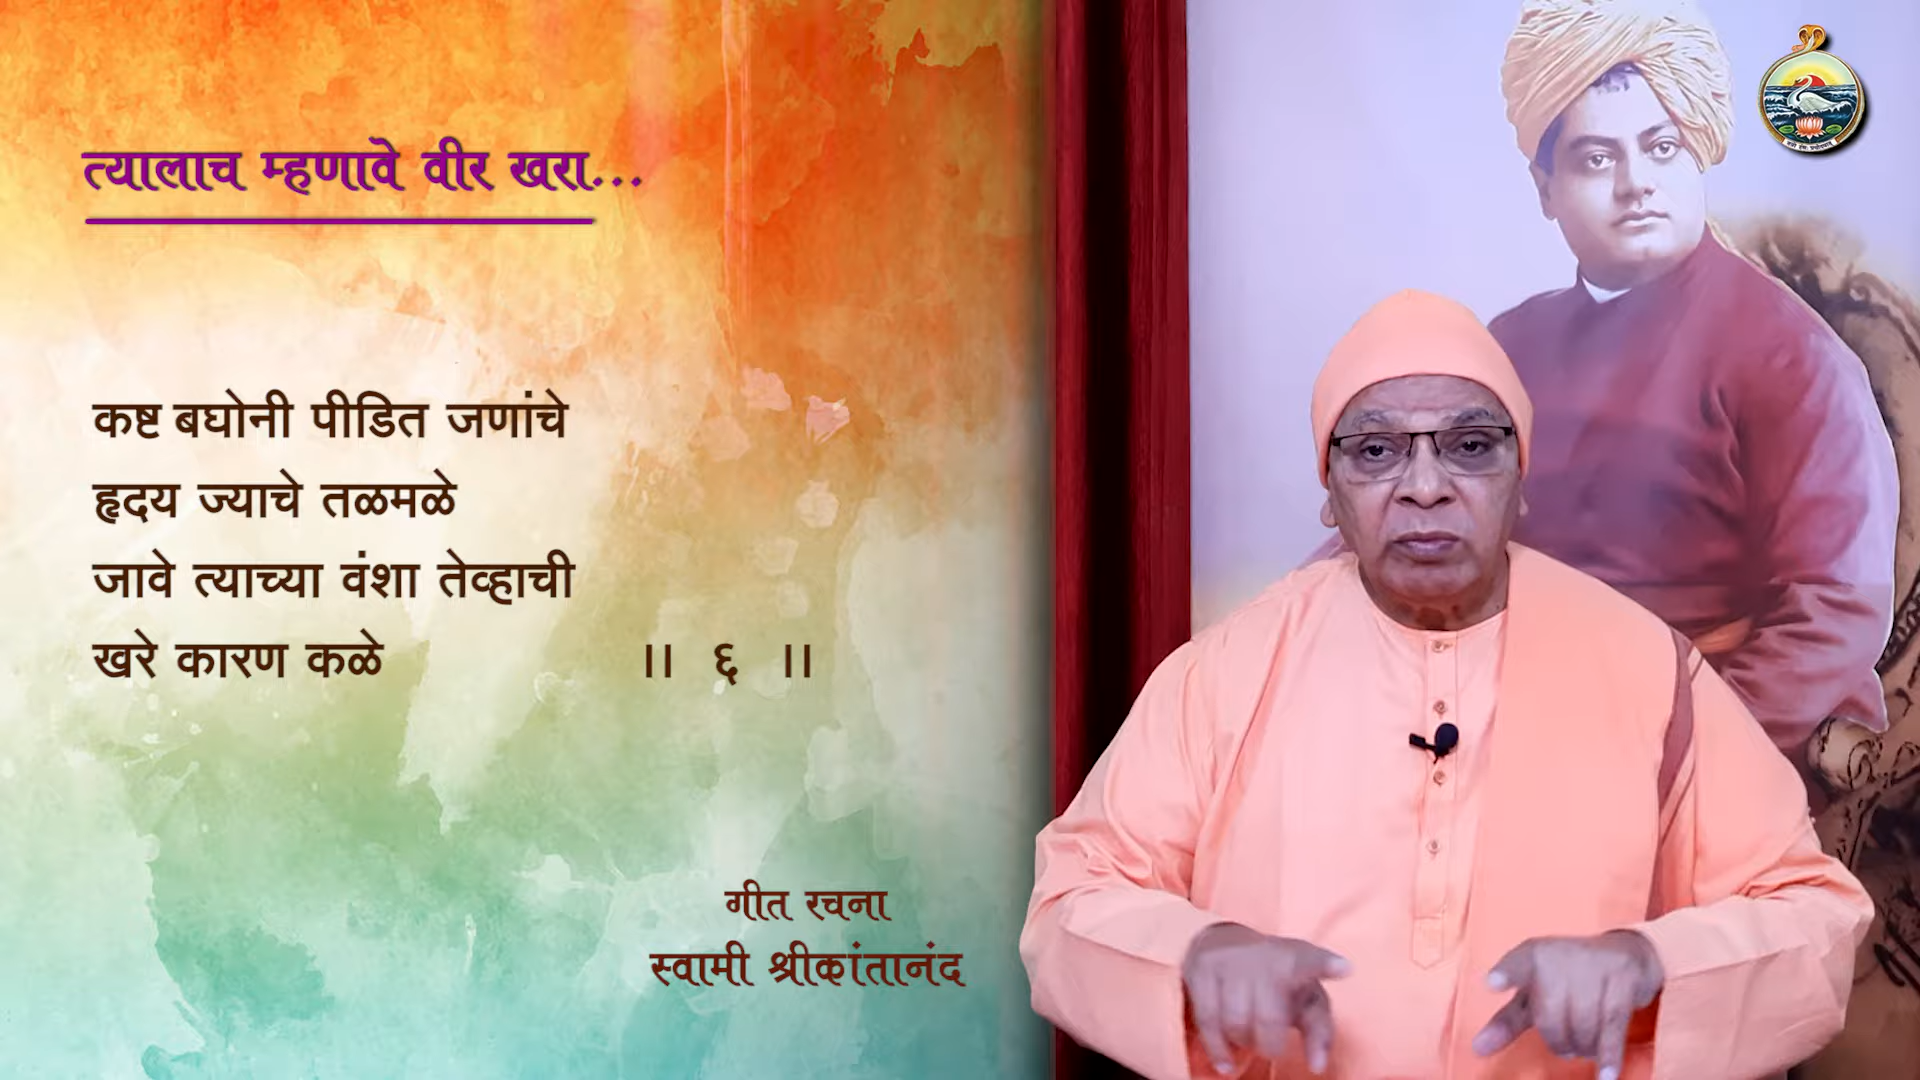 त्यालाच म्हणावे वीर खरा...
कष्ट बघोनी पीडित जणांचे
हृदय ज्याचे तळमळे
जावे त्याच्या वंशा तेव्हाची
खरे कारण कळे ।। ६ ।।
गीत रचना
स्वामी श्रीकांतानंद